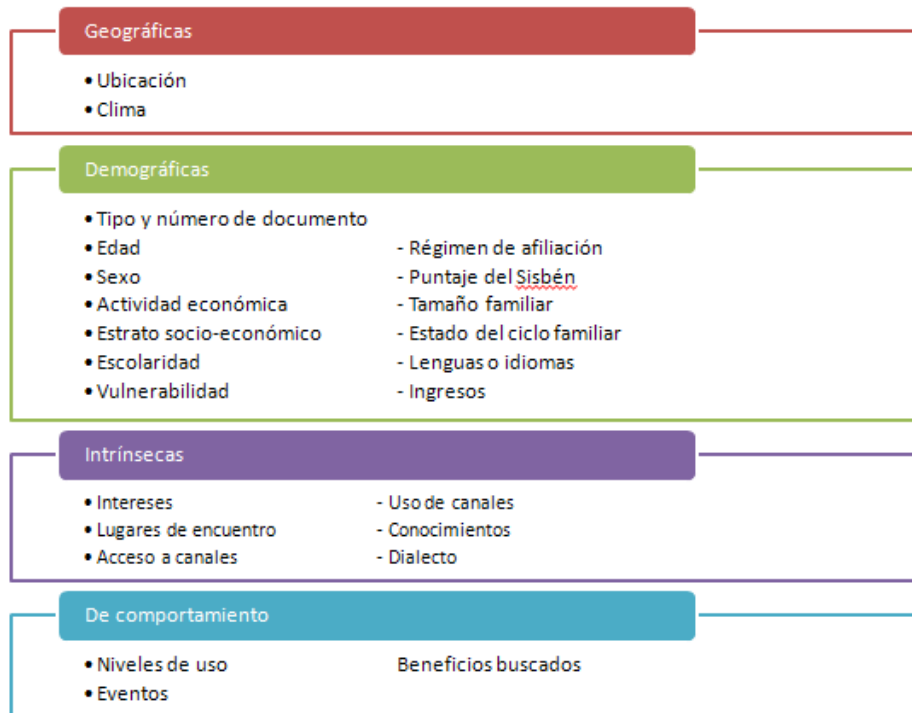 Geográficas
• Ubicación
• Clima
Demográficas
• Tipo y número de documento
• Edad - Régimen de afiliación
• Sexo - Puntaje del Sisbén
• Actividad económica - Tamaño familiar
• Estrato socio-económico - Estado del ciclo familiar
• Escolaridad - Lenguas o idiomas
• Vulnerabilidad - Ingresos
Intrínsecas
• Intereses - Uso de canales
• Lugares de encuentro - Conocimientos
• Acceso a canales - Dialecto
De comportamiento
• Niveles de uso Beneficios buscados
• Eventos